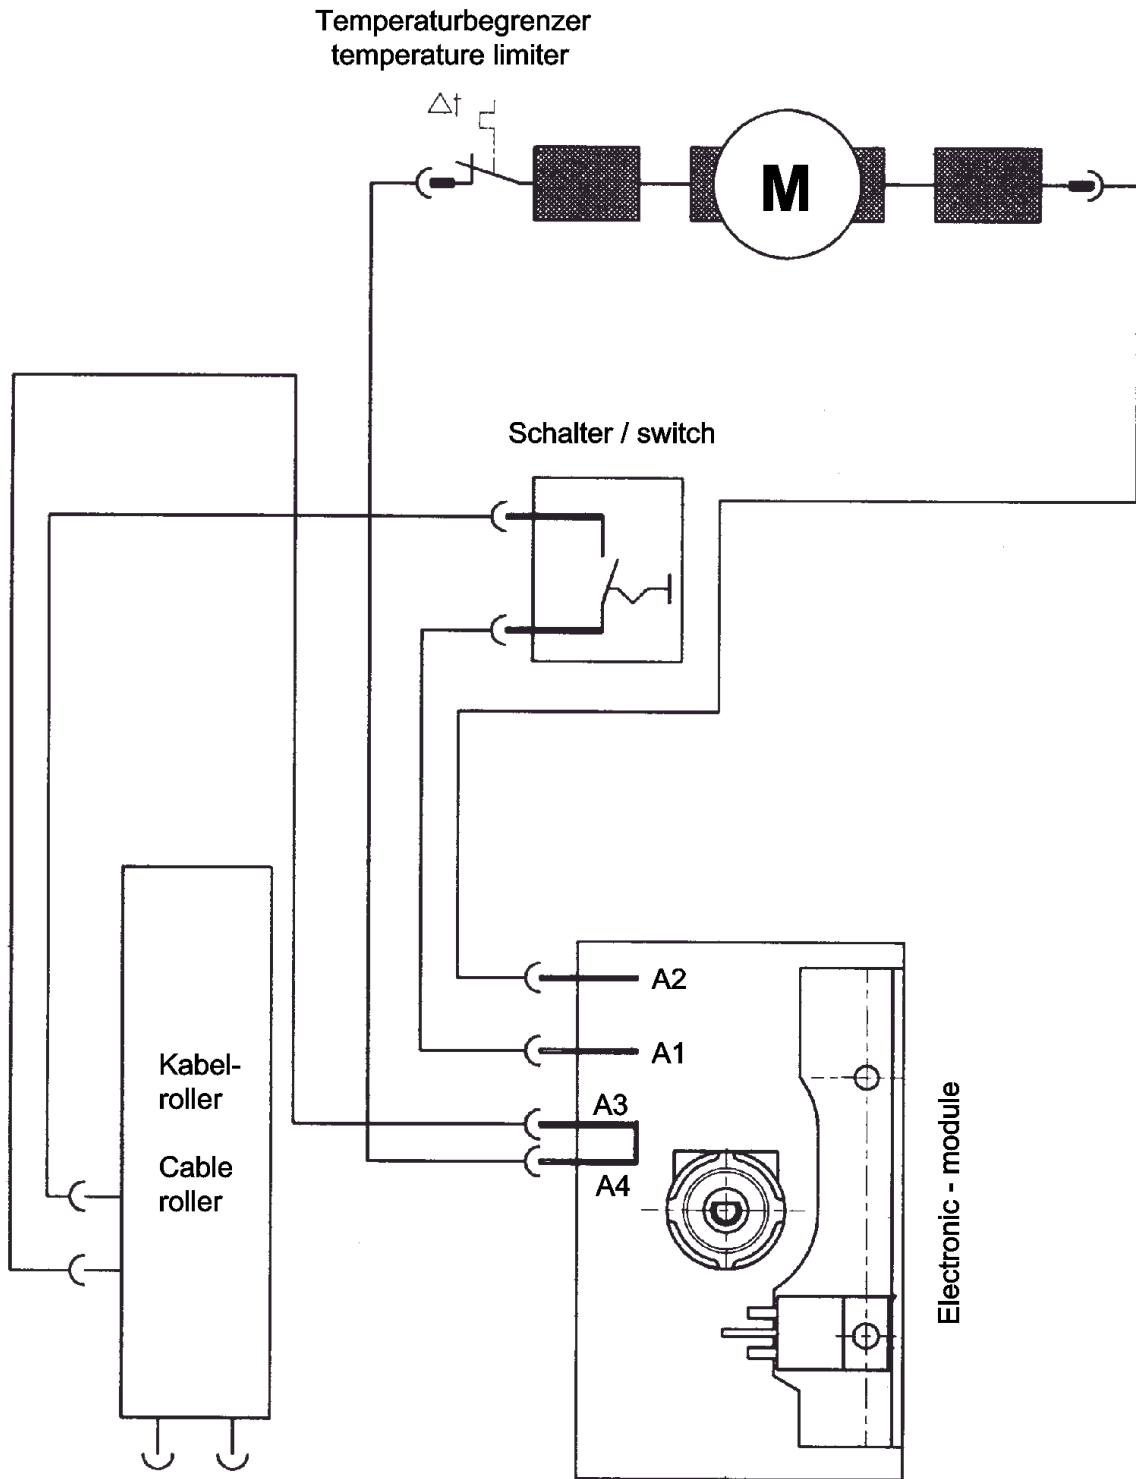 Temperaturbegrenzer
temperature limiter
Δt
M
Schalter / switch
A2
A1
A3
A4
Kabel-
roller
Cable
roller
Electronic - module